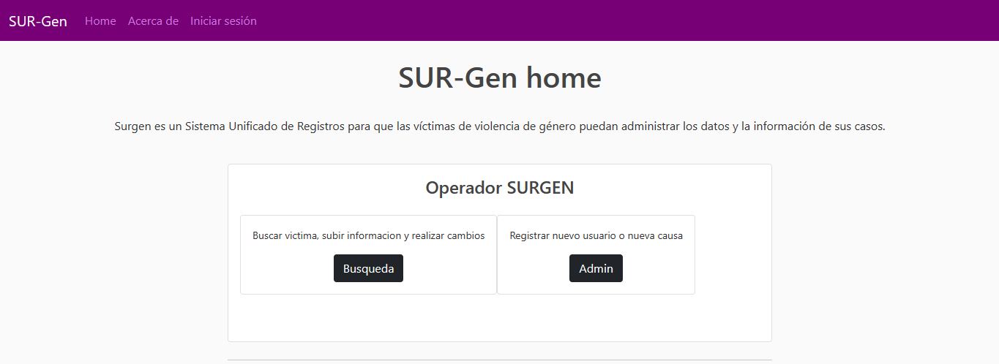 SUR-Gen Home Acerca de Iniciar sesión
SUR-Gen home
Surgen es un Sistema Unificado de Registros para que las víctimas de violencia de género puedan administrar los datos y la información de sus casos.
Operador SURGEN
Buscar victima, subir informacion y realizar cambios
Busqueda
Registrar nuevo usuario o nueva causa
Admin